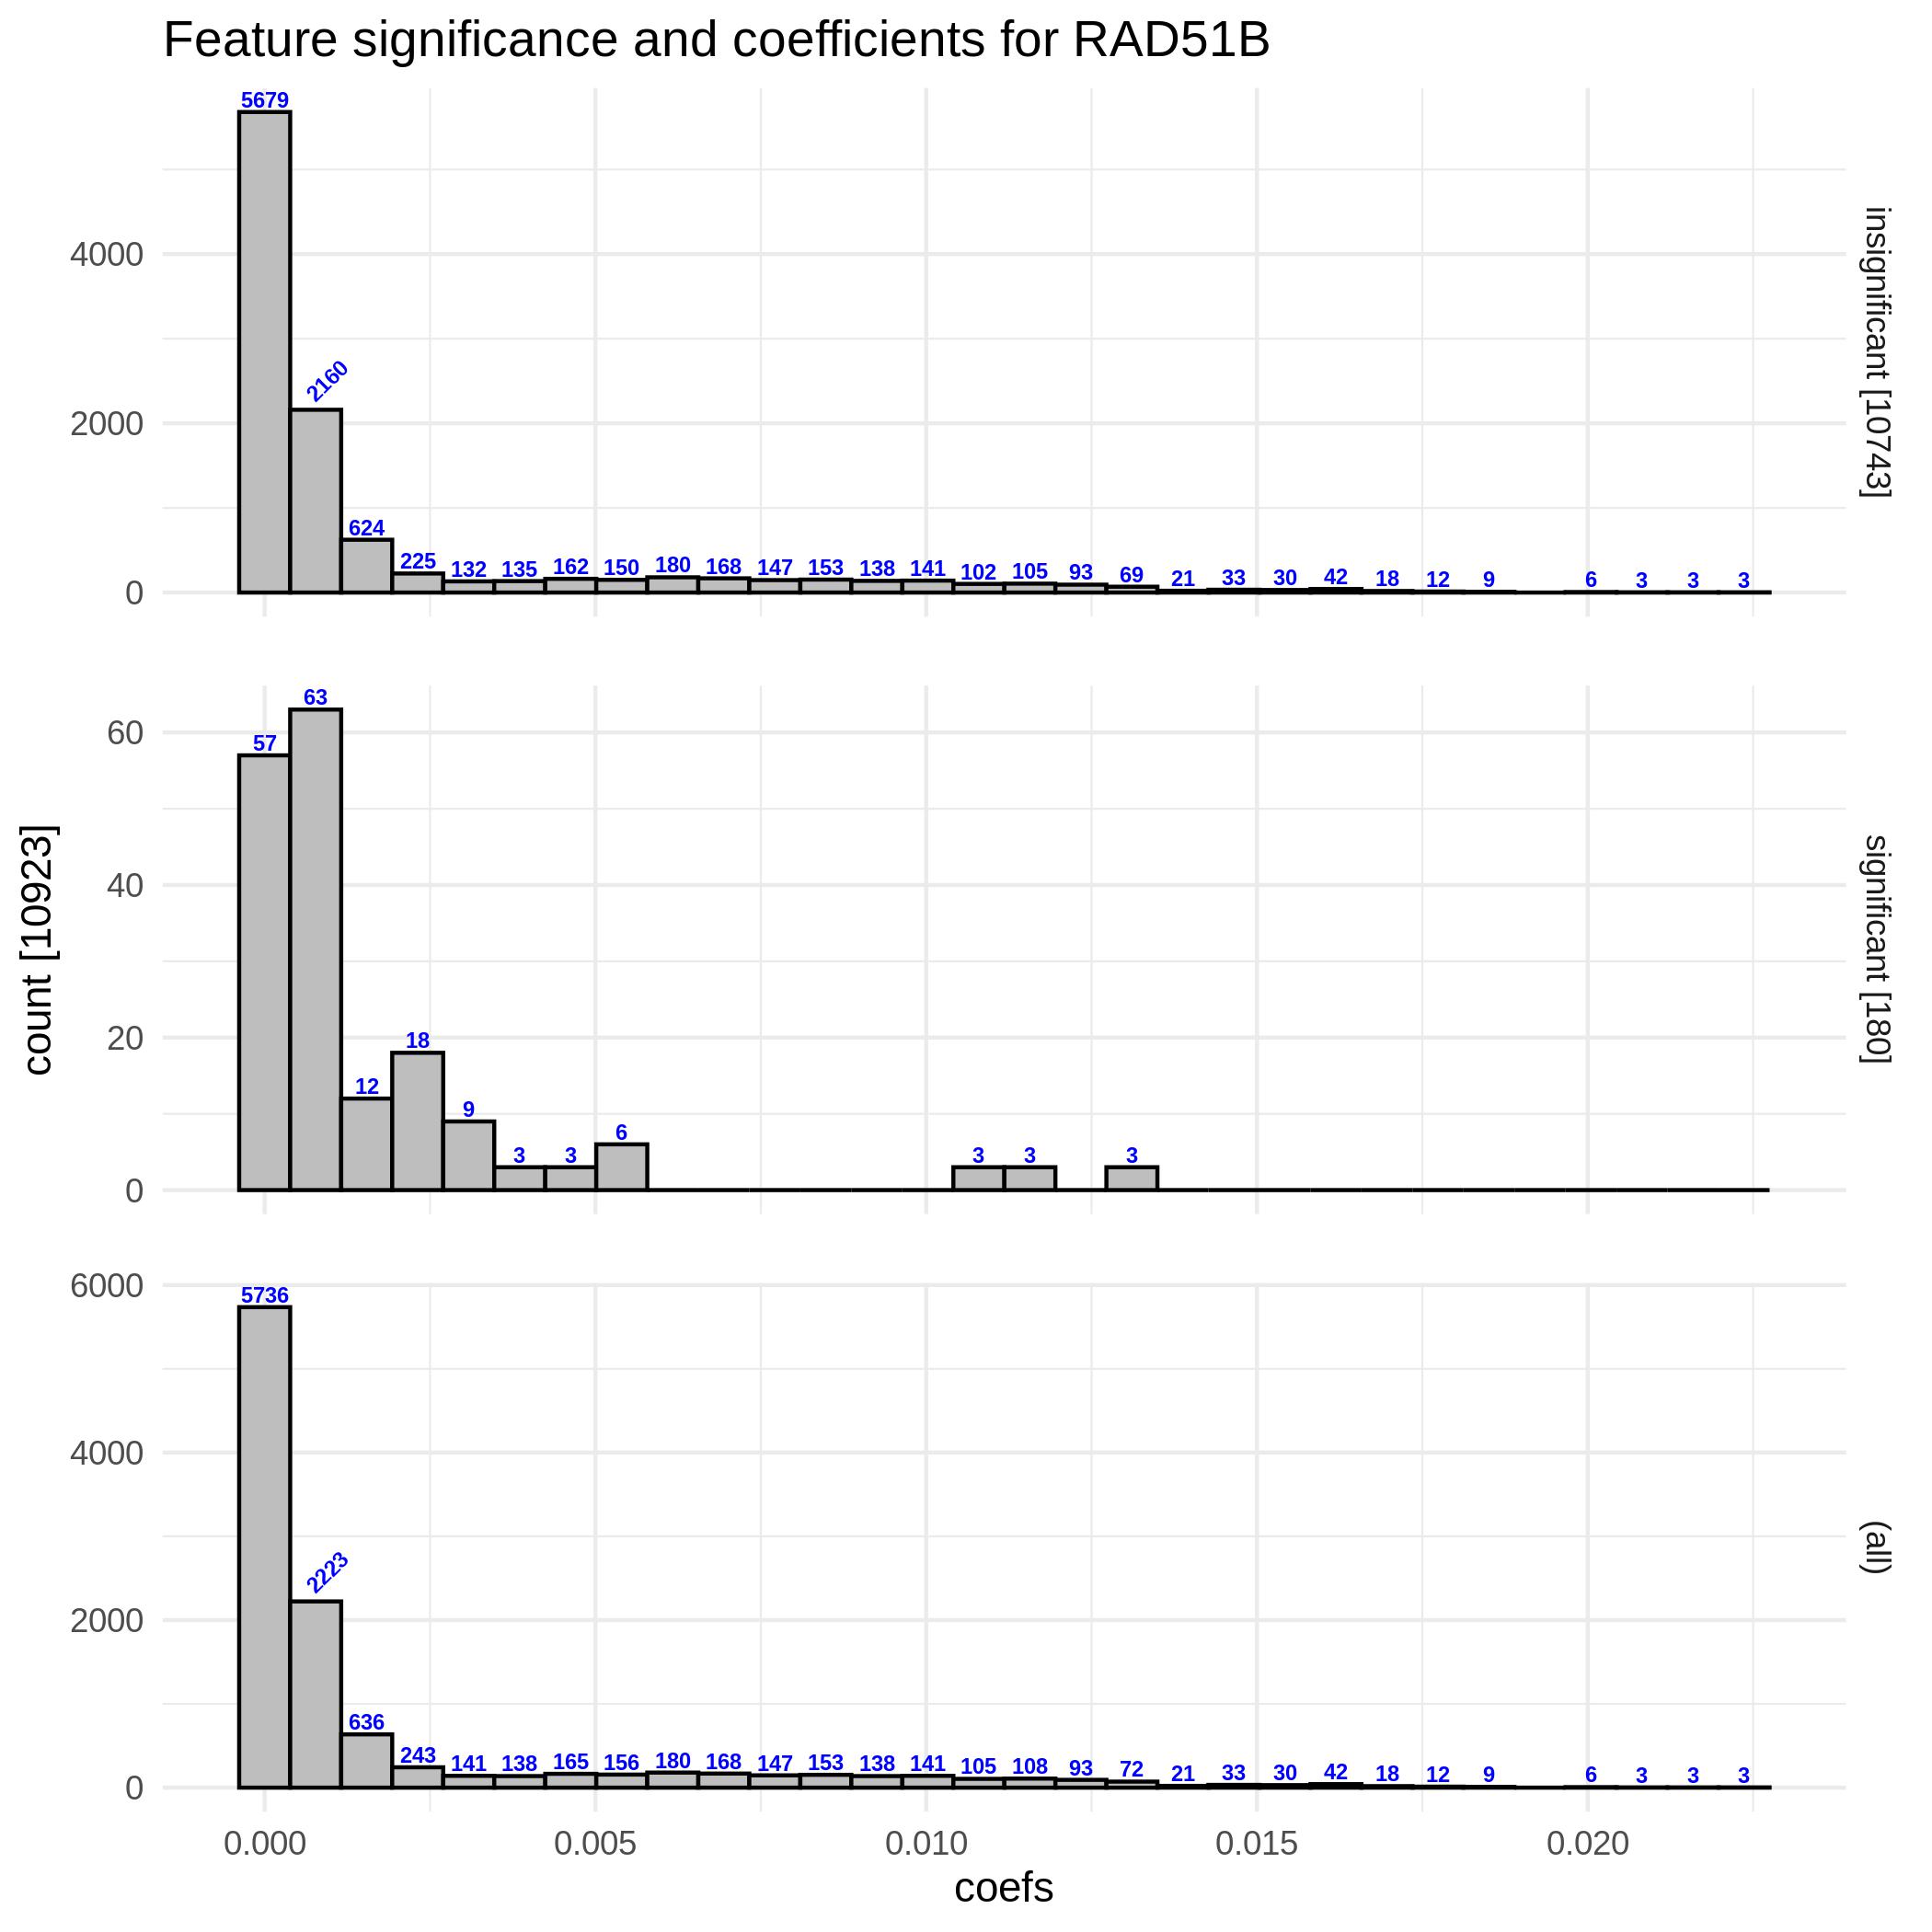 Feature significance and coefficients for RAD51B
5679
2160
624
225 132 135 162 150 180 168 147 153 138 141 102 105 93 69 21 33 30 42 18 12 9 6 3 3 3
4000
2000
0
insignificant [10743]
63
57
18
12
9
6
3 3 3 3 3
60
40
20
0
significant [180]
count [10923]
5736
2223
636
243 141 138 165 156 180 168 147 153 138 141 105 108 93 72 21 33 30 42 18 12 9 6 3 3 3
6000
4000
2000
0
(all)
0.000 0.005 0.010 0.015 0.020
coefs